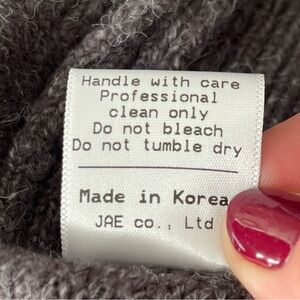 Handle with care
Professional
clean only
Do not bleach
Do not tumble dry
Made in Korea
JAE co., Ltd